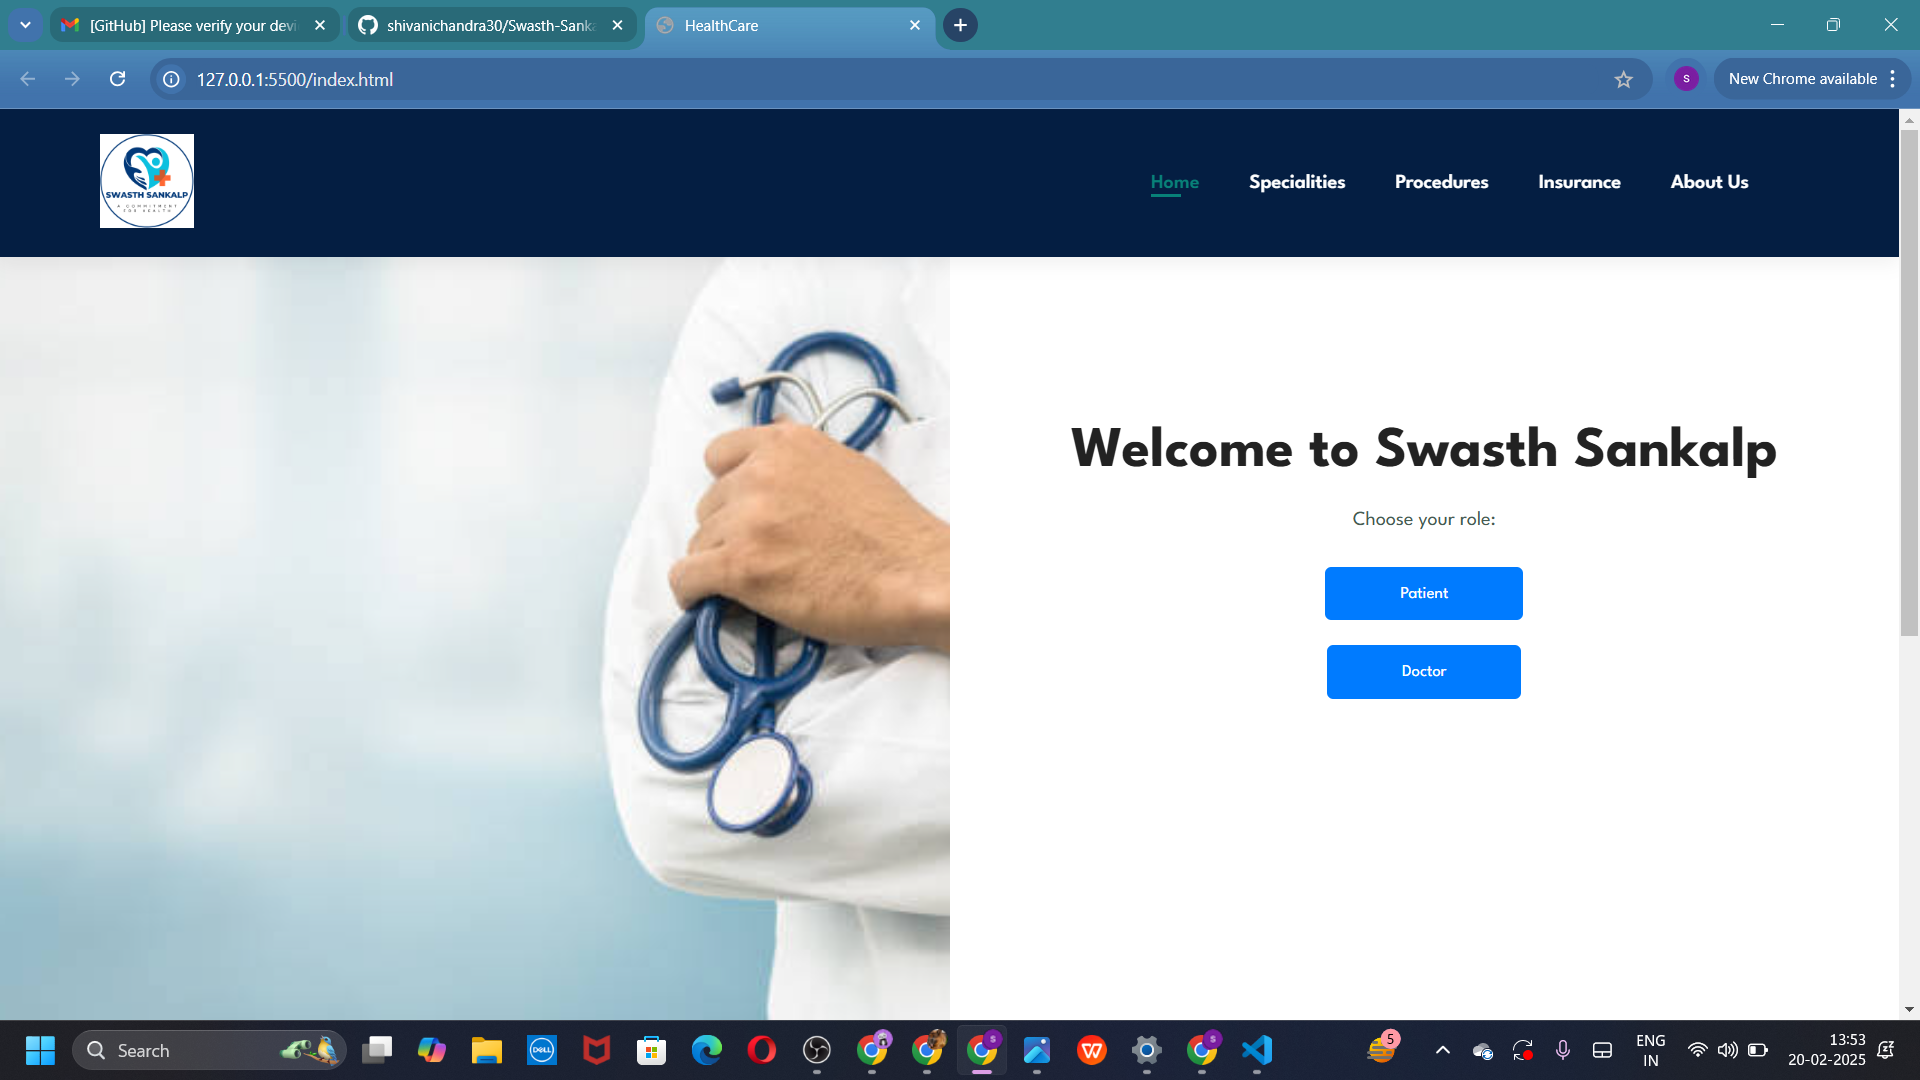 [GitHub] Please verify your devi
shivanichandra30/Swasth-Sanka
HealthCare
127.0.0.1:5500/index.html
S
New Chrome available
SWASTH SANKALP
A COMMITMENT
FOR HEALTH
Home
Specialities
Procedures
Insurance
About Us
Welcome to Swasth Sankalp
Choose your role:
Patient
Doctor
Search
DELL
S
W
S
5
ENG
IN
13:53
20-02-2025